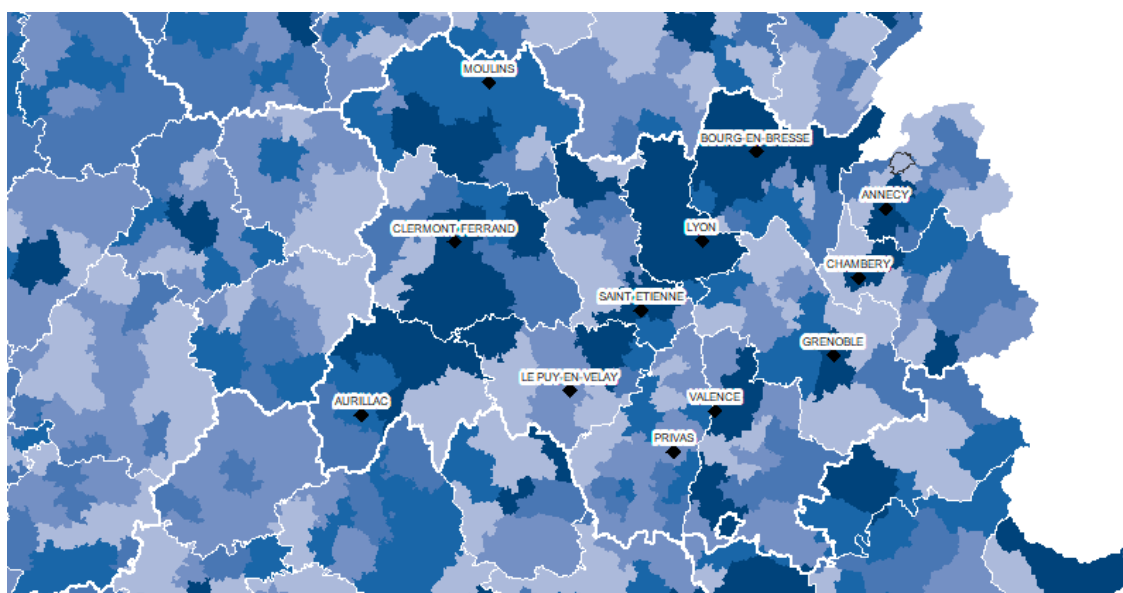 MOULINS
BOURG-EN-BRESSE
ANNECY
CLERMONT-FERRAND
LYON
CHAMBERY
SAINT-ETIENNE
GRENOBLE
LE PUY-EN-VELAY
AURILLAC
VALENCE
PRIVAS